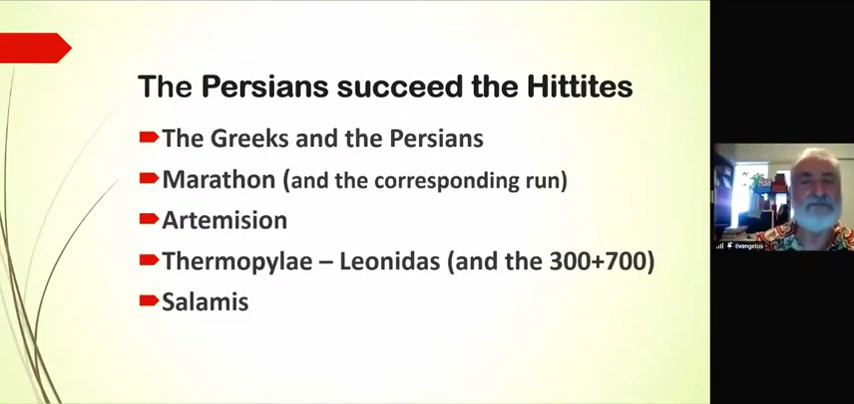 The Persians succeed the Hittites
The Greeks and the Persians
Marathon (and the corresponding run)
Artemision
Thermopylae – Leonidas (and the 300+700)
Salamis
Evangelos